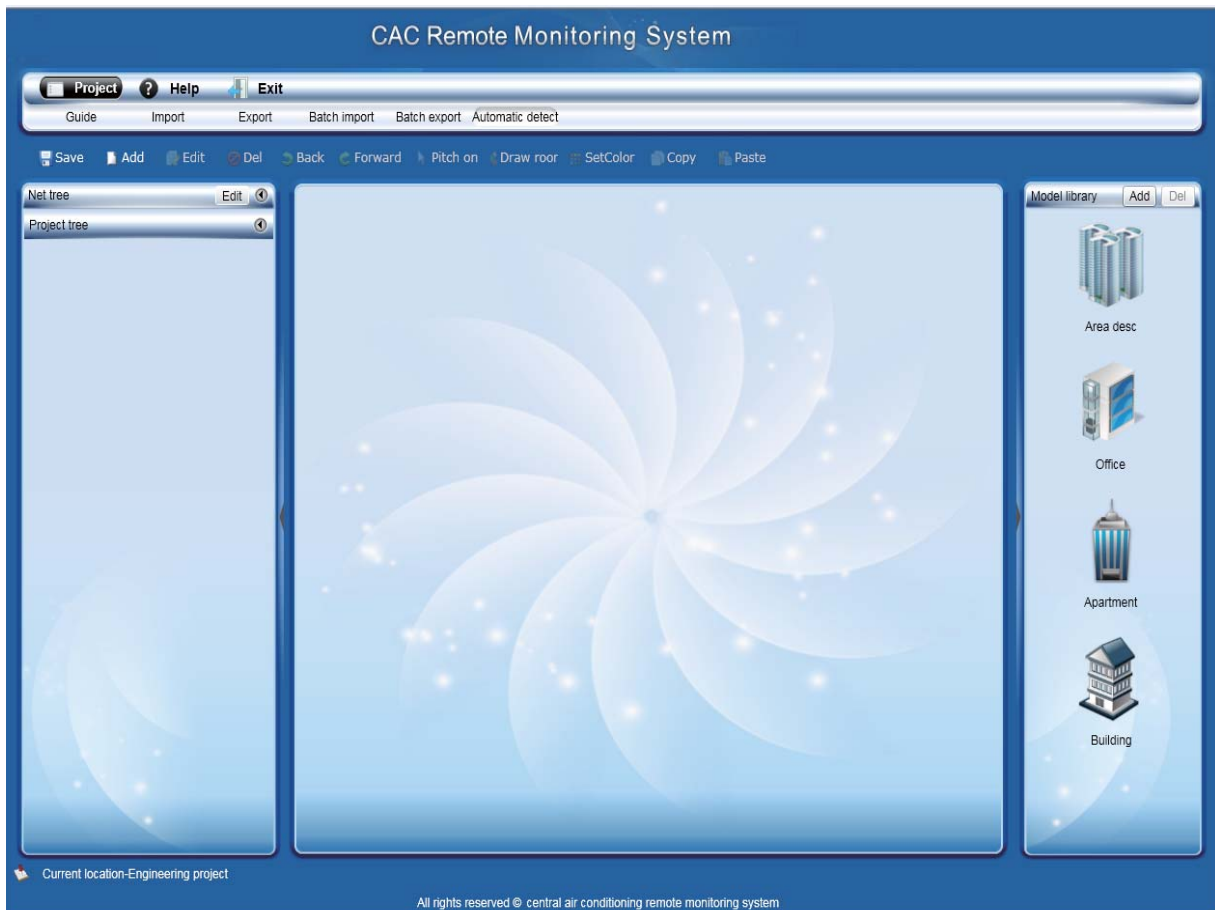 CAC Remote Monitoring System
Project ? Help Exit
Guide Import Export Batch import Batch export Automatic detect
Save Add Edit Del Back Forward Pitch on Draw roor SetColor Copy Paste
Net tree Edit
Project tree
Model library Add Del
Area desc
Office
Apartment
Building
Current location-Engineering project
All rights reserved © central air conditioning remote monitoring system